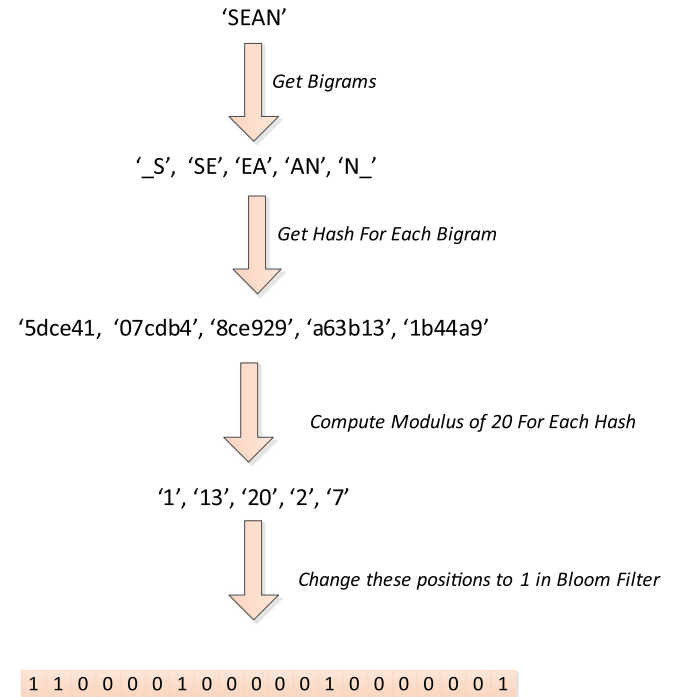 ‘SEAN’
Get Bigrams
‘_S’, ‘SE’, ‘EA’, ‘AN’, ‘N_’
Get Hash For Each Bigram
‘5dce41, ‘07cdb4’, ‘8ce929’, ‘a63b13’, ‘1b44a9’
Compute Modulus of 20 For Each Hash
‘1’, ‘13’, ‘20’, ‘2’, ‘7’
Change these positions to 1 in Bloom Filter
1 1 0 0 0 0 1 0 0 0 0 0 1 0 0 0 0 0 0 1